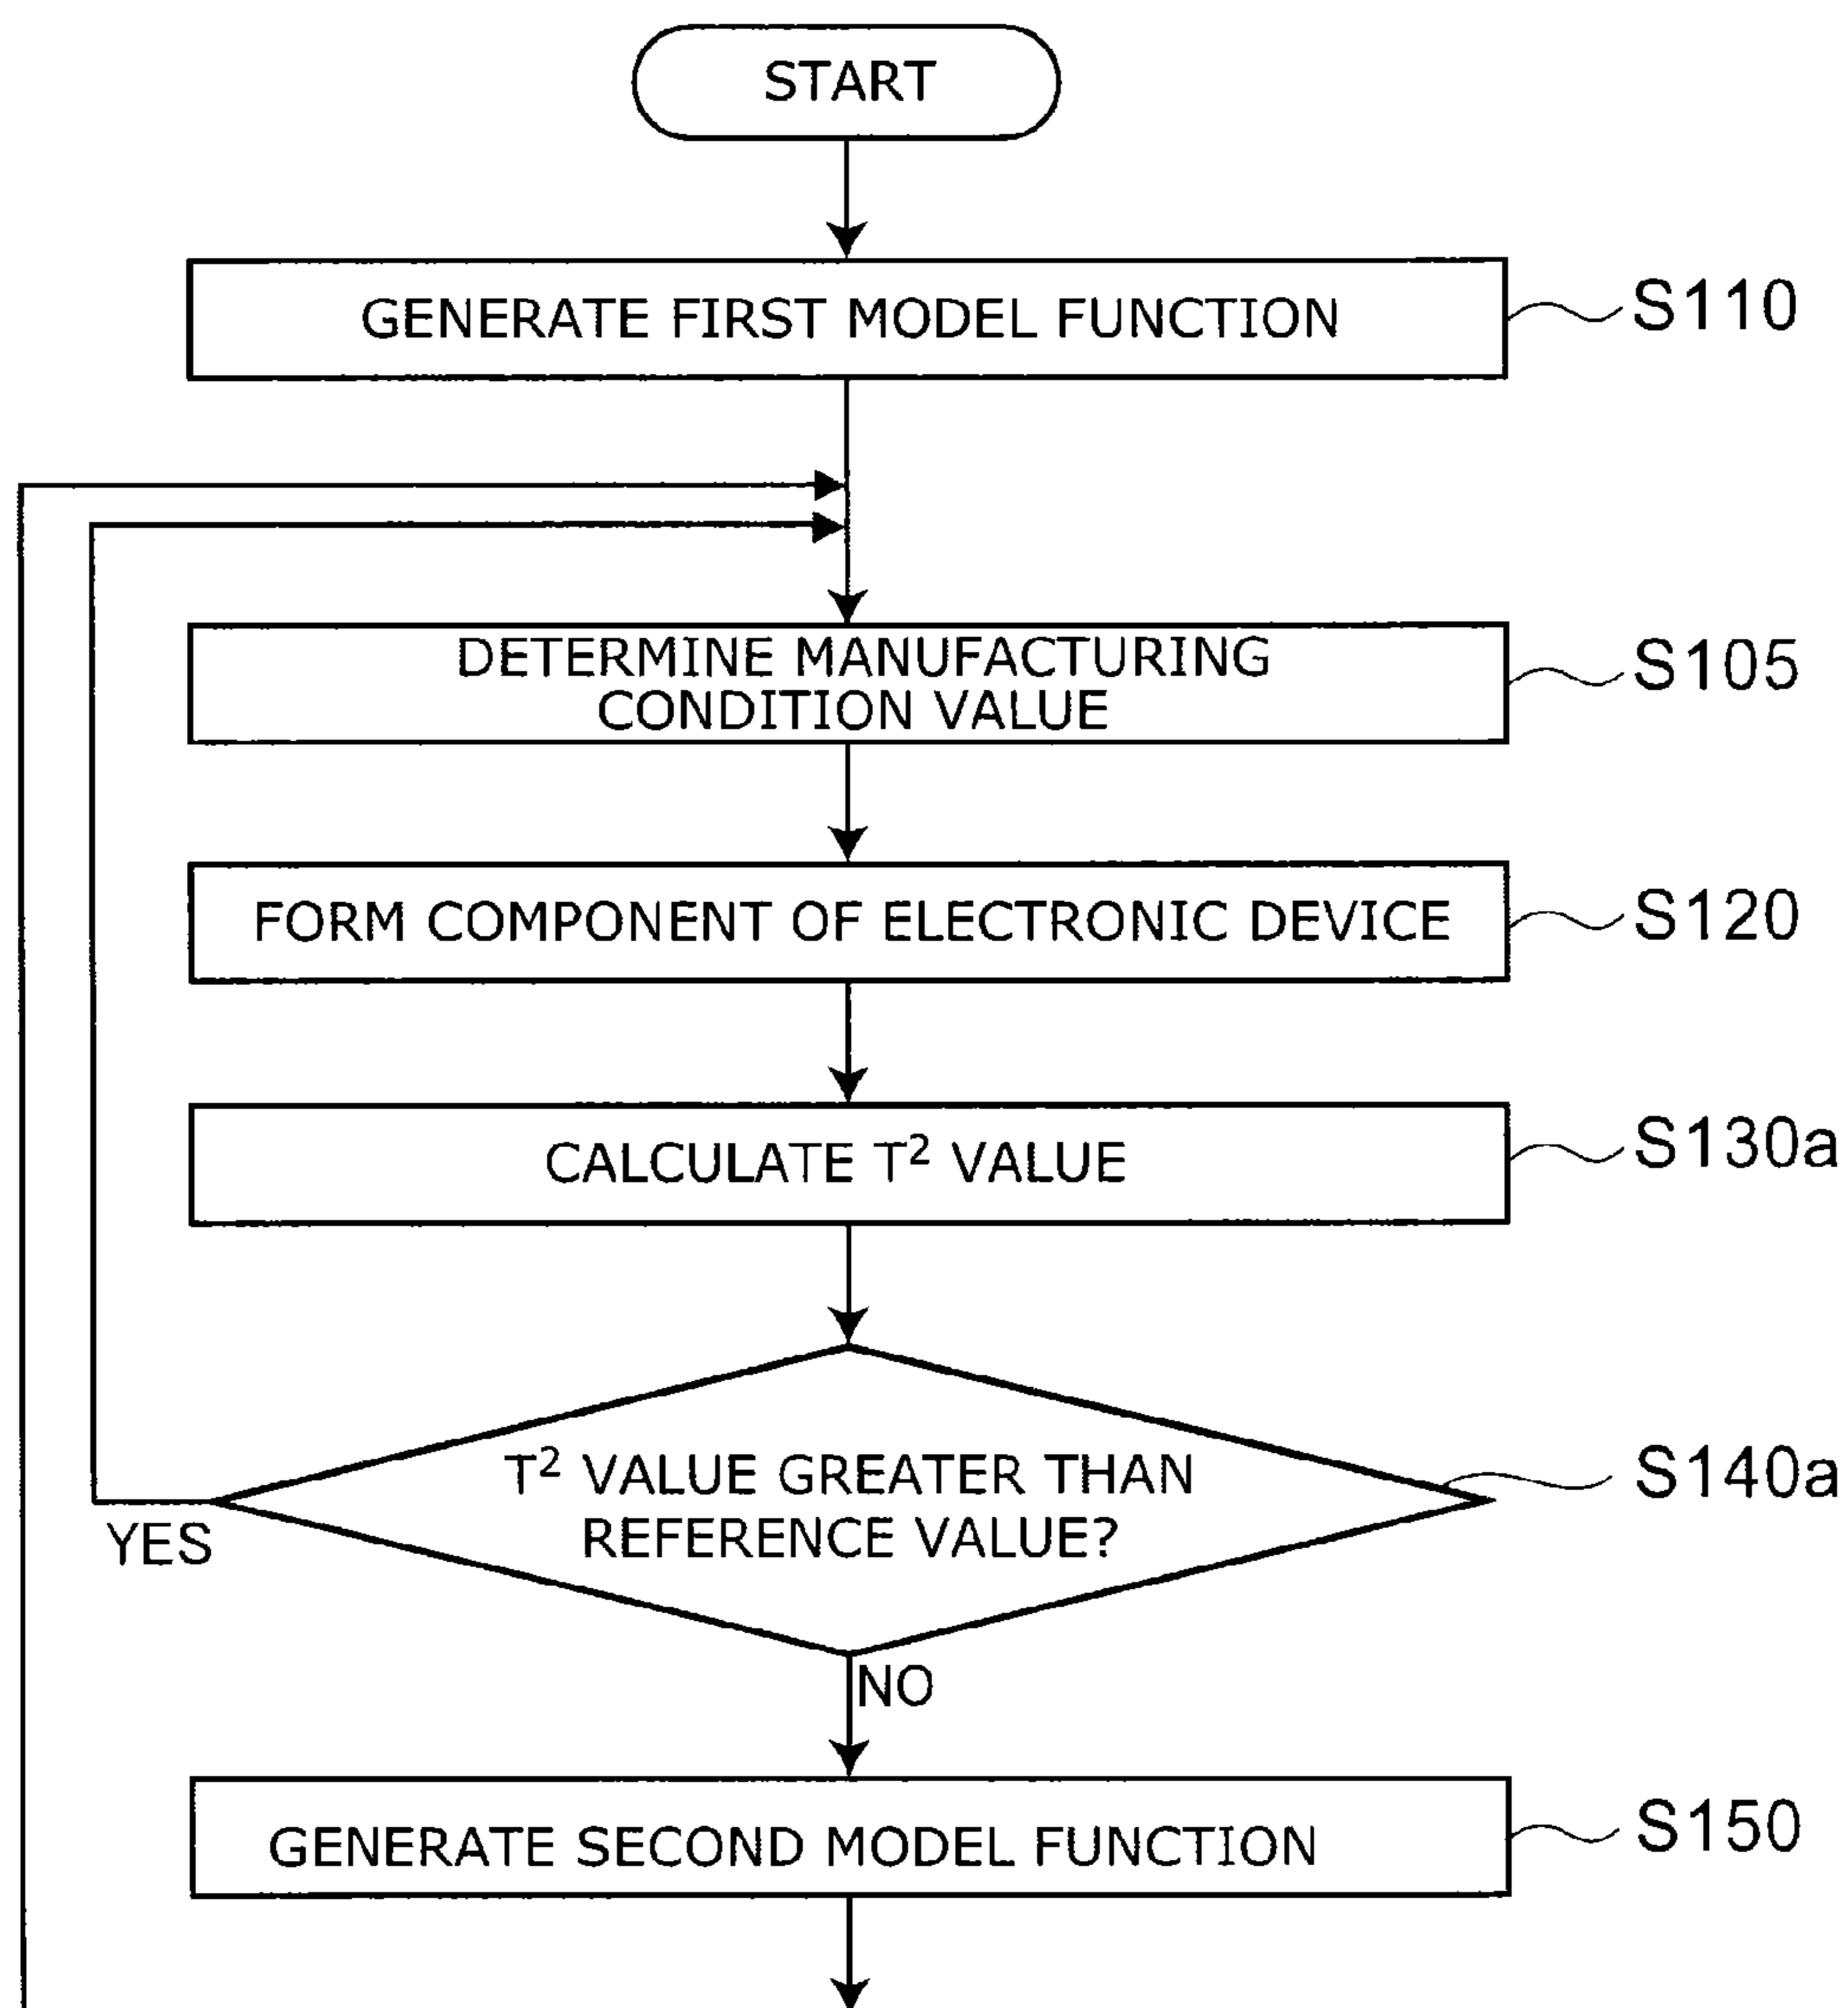 START
GENERATE FIRST MODEL FUNCTION
S110
DETERMINE MANUFACTURING
CONDITION VALUE
S105
FORM COMPONENT OF ELECTRONIC DEVICE
S120
CALCULATE T² VALUE
S130a
T² VALUE GREATER THAN
REFERENCE VALUE?
S140a
YES
NO
GENERATE SECOND MODEL FUNCTION
S150